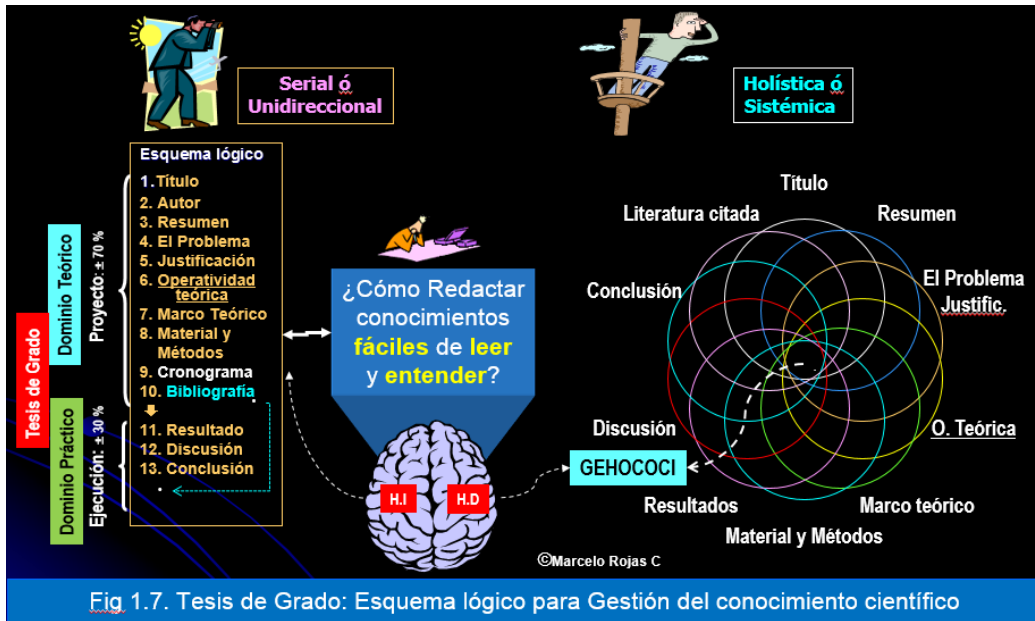 Serial ó
Unidireccional
Holística ó
Sistémica
Esquema lógico
1. Título
2. Autor
3. Resumen
4. El Problema
5. Justificación
6. Operatividad
teórica
7. Marco Teórico
8. Material y
Métodos
9. Cronograma
10. Bibliografía
11. Resultado
12. Discusión
13. Conclusión
Tesis de Grado
Dominio Teórico
Proyecto: ± 70 %
Dominio Práctico
Ejecución: ± 30 %
¿Cómo Redactar
conocimientos
fáciles de leer
y entender?
H.I
H.D
Título
Literatura citada
Resumen
Conclusión
El Problema
Justific.
Discusión
O. Teórica
GEHOCOCI
Resultados
Marco teórico
Material y Métodos
©Marcelo Rojas C
Fig 1.7. Tesis de Grado: Esquema lógico para Gestión del conocimiento científico